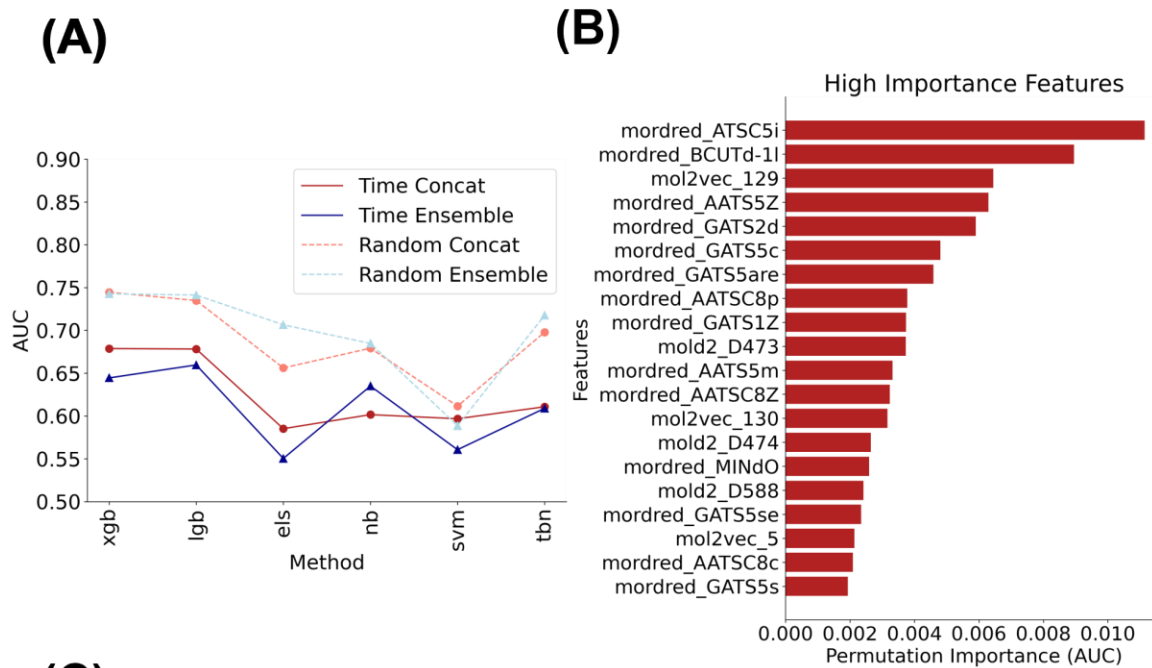 (A)
0.90
0.85
0.80
0.75
0.70
0.65
0.60
0.55
0.50
AUC
Time Concat
Time Ensemble
Random Concat
Random Ensemble
xgb
lgb
els
nb
svm
tbn
Method
(B)
High Importance Features
Features
mordred_ATSC5i
mordred_BCUTd-1l
mol2vec_129
mordred_AATS5Z
mordred_GATS2d
mordred_GATS5c
mordred_GATS5are
mordred_AATSC8p
mordred_GATS1Z
mold2_D473
mordred_AATS5m
mordred_AATSC8Z
mol2vec_130
mold2_D474
mordred_MINdO
mold2_D588
mordred_GATS5se
mol2vec_5
mordred_AATSC8c
mordred_GATS5s
0.000 0.002 0.004 0.006 0.008 0.010
Permutation Importance (AUC)